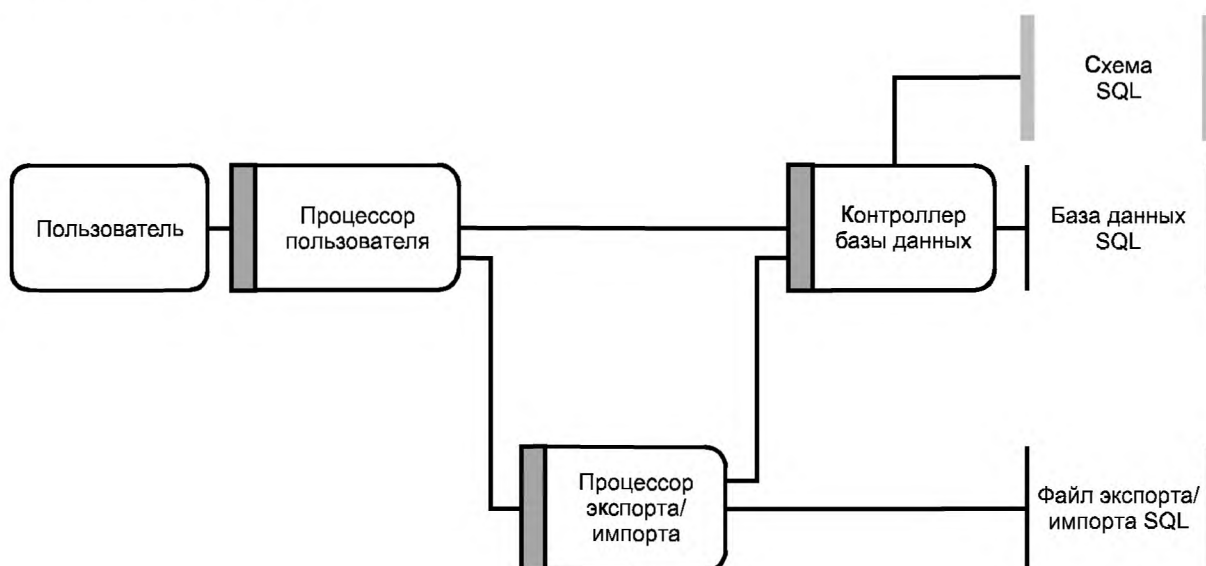 Схема
SQL
Пользователь
Процессор
пользователя
Контроллер
базы данных
База данных
SQL
Процессор
экспорта/
импорта
Файл экспорта/
импорта SQL